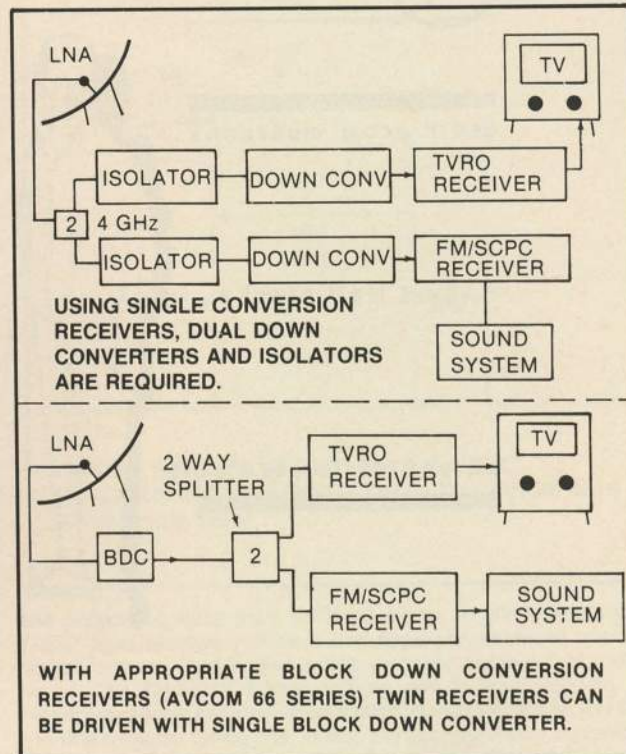 LNA
TV
ISOLATOR
DOWN CONV
TVRO
RECEIVER
2
4 GHz
ISOLATOR
DOWN CONV
FM/SCPC
RECEIVER
USING SINGLE CONVERSION
RECEIVERS, DUAL DOWN
CONVERTERS AND ISOLATORS
ARE REQUIRED.
SOUND
SYSTEM
LNA
2 WAY
SPLITTER
TVRO
RECEIVER
TV
BDC
2
FM/SCPC
RECEIVER
SOUND
SYSTEM
WITH APPROPRIATE BLOCK DOWN CONVERSION
RECEIVERS (AVCOM 66 SERIES) TWIN RECEIVERS CAN
BE DRIVEN WITH SINGLE BLOCK DOWN CONVERTER.